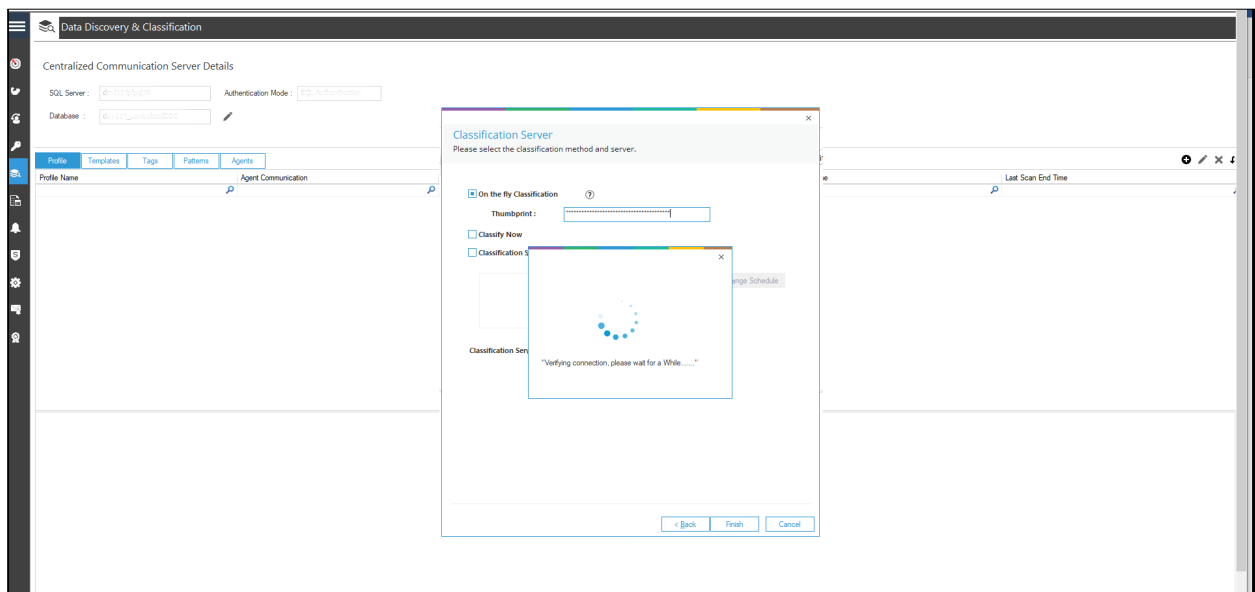 Data Discovery & Classification
Centralized Communication Server Details
SQL Server :
Authentication Mode : SQL Authentication
Database :
Classification Server
Please select the classification method and server.
Profile Templates Tags Patterns Agents
Profile Name Agent Communication Last Scan End Time
On the fly Classification ?
Thumbprint : ****************************************
Classify Now
Classification S
ange Schedule
Classification Ser
"Verifying connection, please wait for a While......"
< Back Finish Cancel